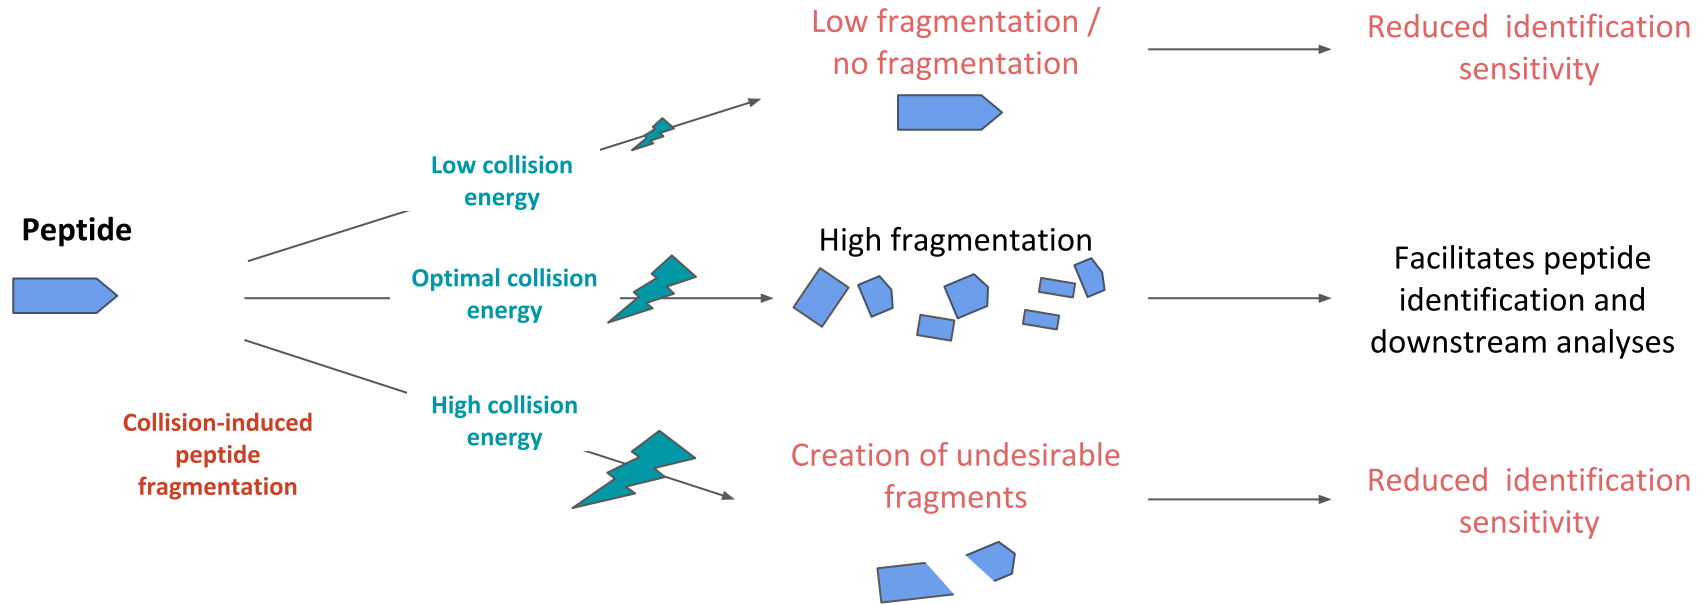 Peptide
Collision-induced
peptide
fragmentation
Low collision
energy
Optimal collision
energy
High collision
energy
Low fragmentation /
no fragmentation
High fragmentation
Creation of undesirable
fragments
Reduced  identification
sensitivity
Facilitates peptide
identification and
downstream analyses
Reduced  identification
sensitivity